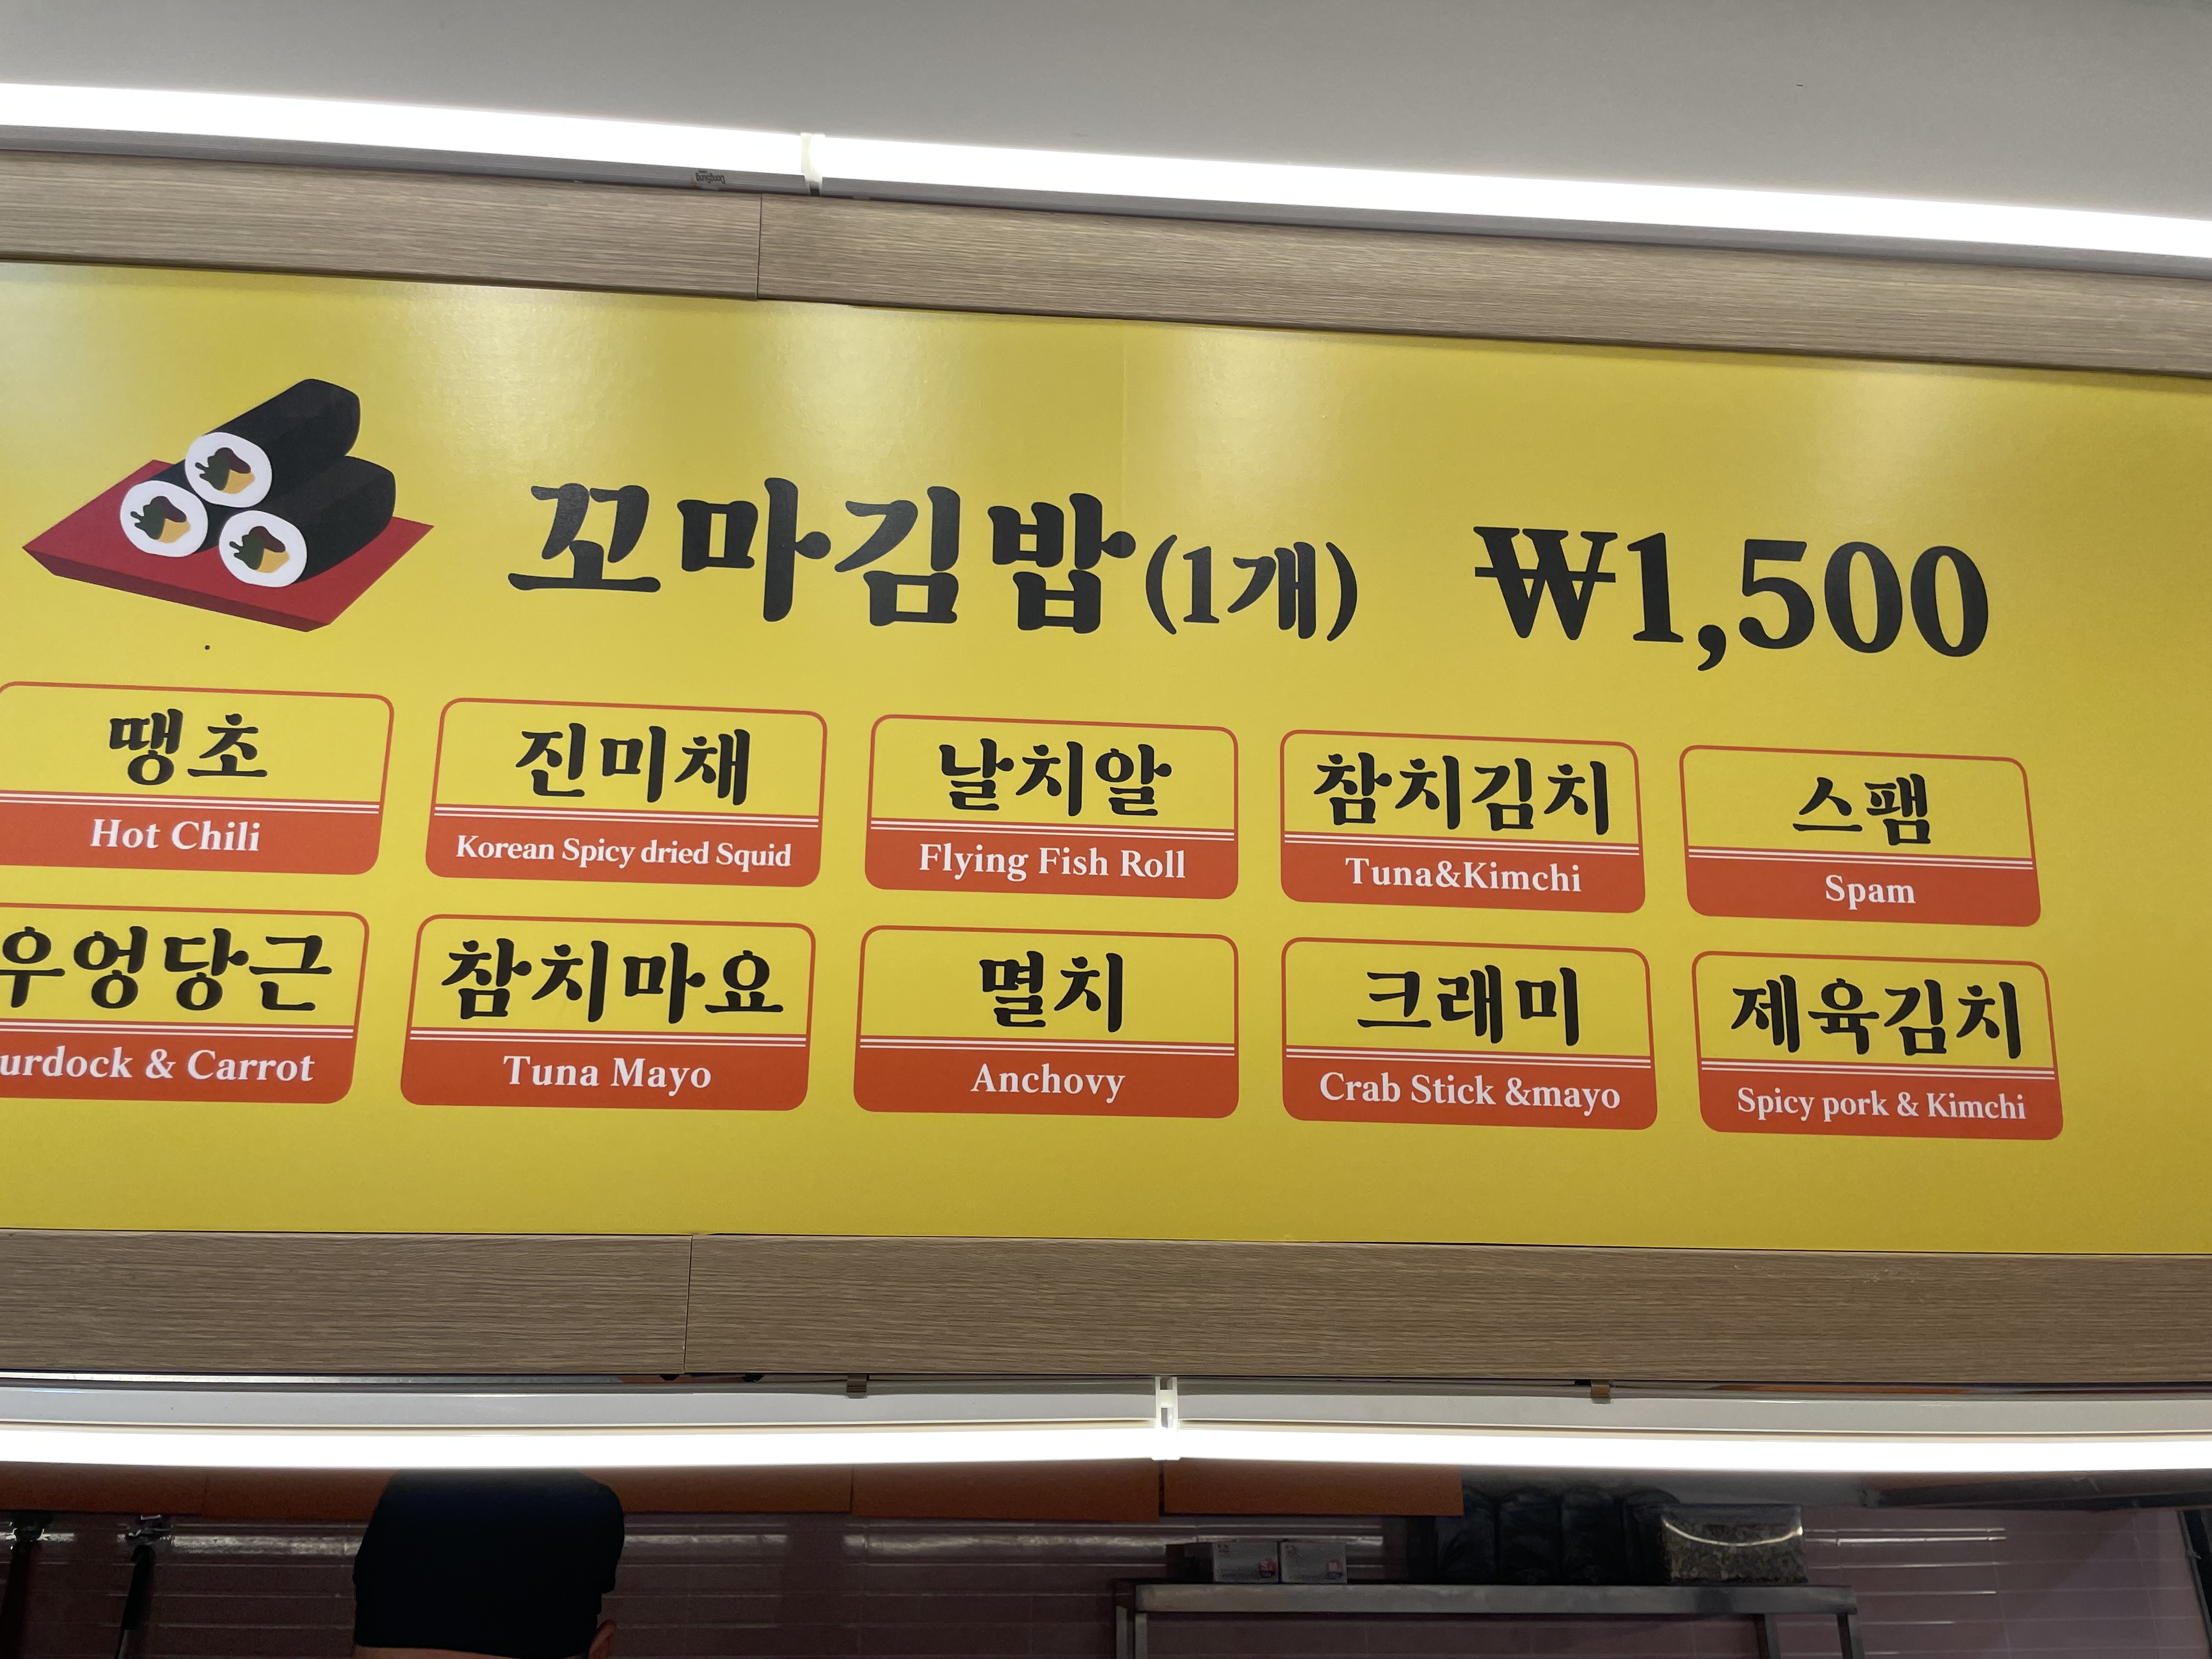 꼬마김밥(1개) ₩1,500
땡초 진미채 날치알 참치김치 스팸
Hot Chili Korean Spicy dried Squid Flying Fish Roll Tuna&Kimchi Spam
우엉당근 참치마요 멸치 크래미 제육김치
urdock & Carrot Tuna Mayo Anchovy Crab Stick &mayo Spicy pork & Kimchi